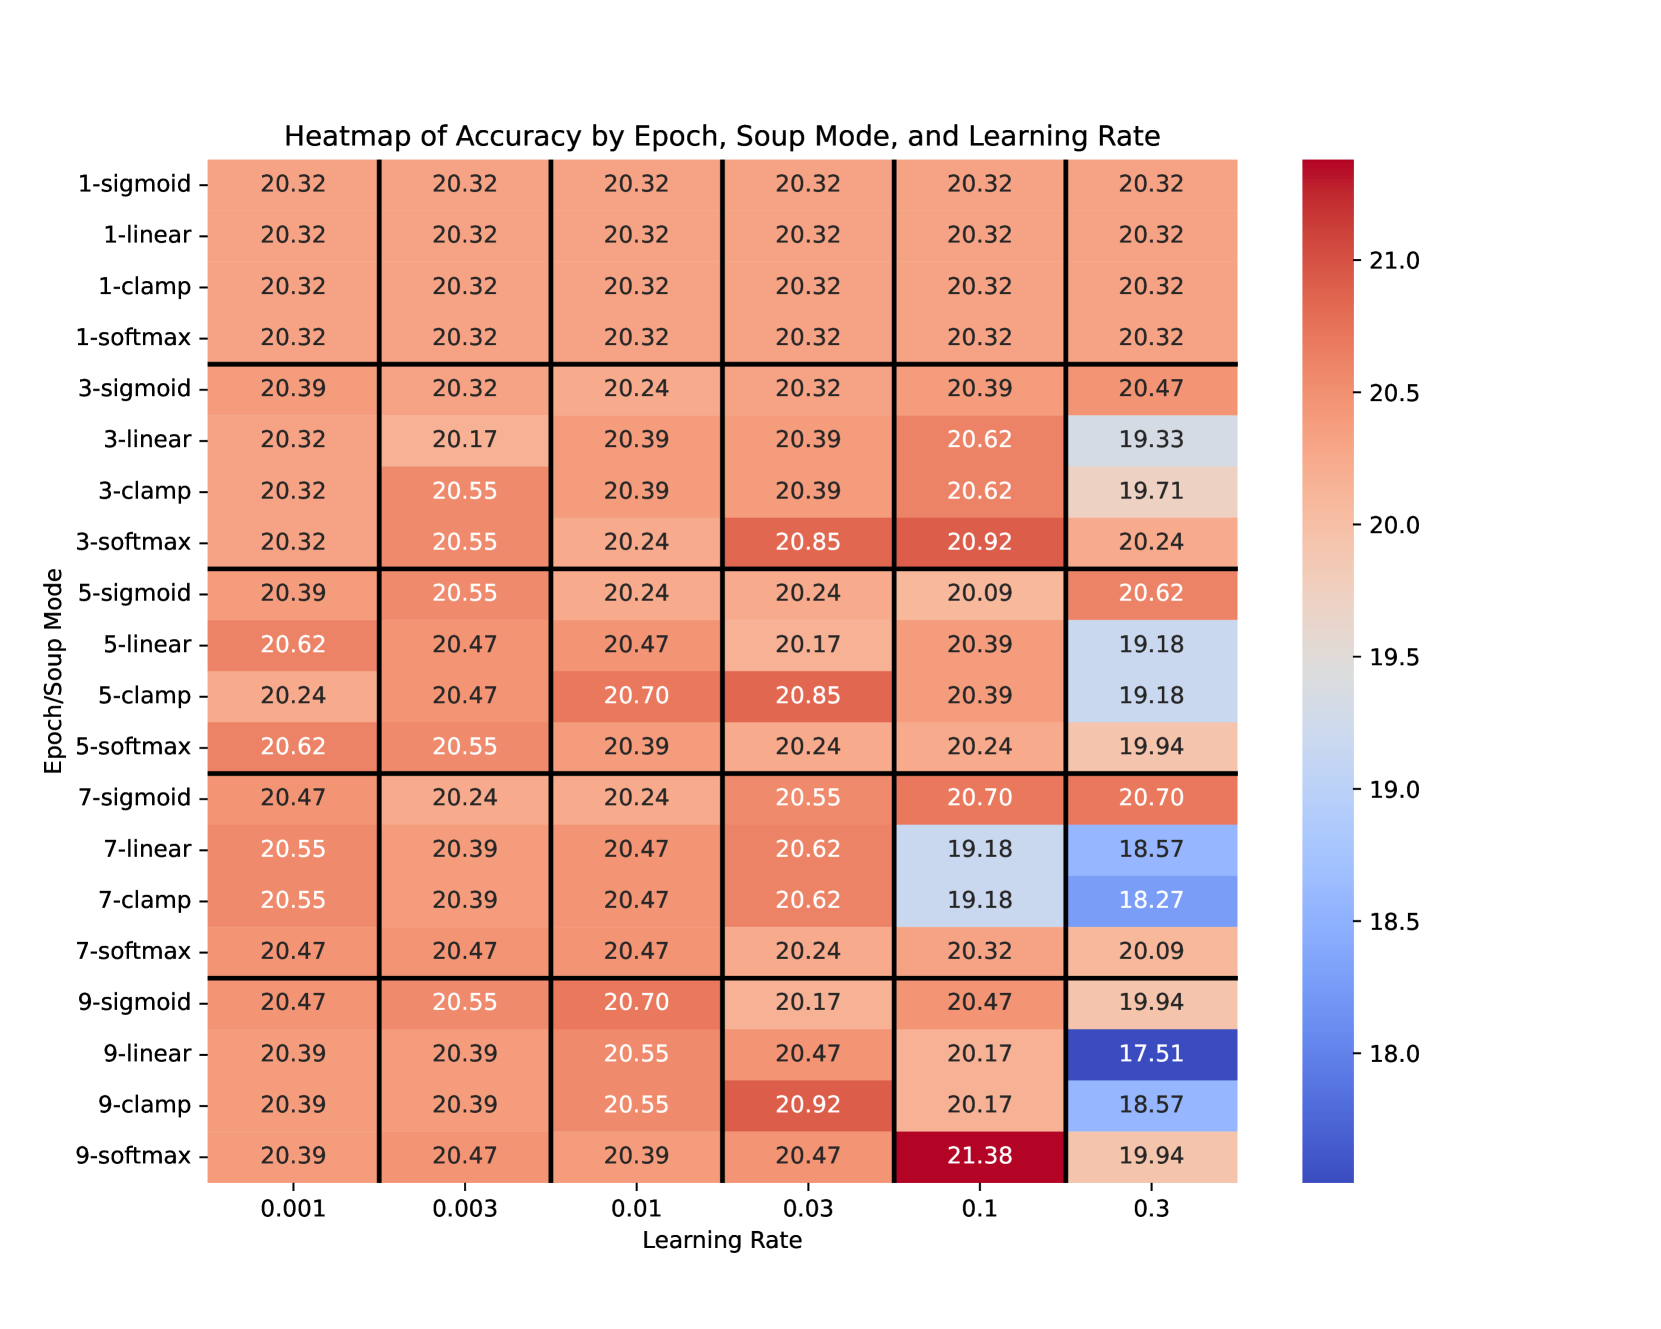 Heatmap of Accuracy by Epoch, Soup Mode, and Learning Rate
1-sigmoid 20.32 20.32 20.32 20.32 20.32 20.32
1-linear 20.32 20.32 20.32 20.32 20.32 20.32
1-clamp 20.32 20.32 20.32 20.32 20.32 20.32
1-softmax 20.32 20.32 20.32 20.32 20.32 20.32
3-sigmoid 20.39 20.32 20.24 20.32 20.39 20.47
3-linear 20.32 20.17 20.39 20.39 20.62 19.33
3-clamp 20.32 20.55 20.39 20.39 20.62 19.71
3-softmax 20.32 20.55 20.24 20.85 20.92 20.24
5-sigmoid 20.39 20.55 20.24 20.24 20.09 20.62
5-linear 20.62 20.47 20.47 20.17 20.39 19.18
5-clamp 20.24 20.47 20.70 20.85 20.39 19.18
5-softmax 20.62 20.55 20.39 20.24 20.24 19.94
7-sigmoid 20.47 20.24 20.24 20.55 20.70 20.70
7-linear 20.55 20.39 20.47 20.62 19.18 18.57
7-clamp 20.55 20.39 20.47 20.62 19.18 18.27
7-softmax 20.47 20.47 20.47 20.24 20.32 20.09
9-sigmoid 20.47 20.55 20.70 20.17 20.47 19.94
9-linear 20.39 20.39 20.55 20.47 20.17 17.51
9-clamp 20.39 20.39 20.55 20.92 20.17 18.57
9-softmax 20.39 20.47 20.39 20.47 21.38 19.94
0.001 0.003 0.01 0.03 0.1 0.3
Learning Rate
Epoch/Soup Mode
21.0
20.5
20.0
19.5
19.0
18.5
18.0